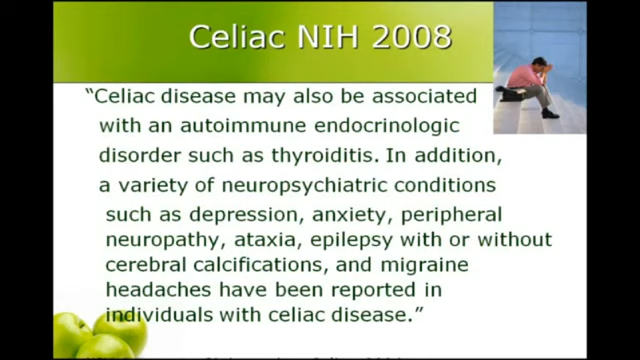 Celiac NIH 2008
“Celiac disease may also be associated
with an autoimmune endocrinologic
disorder such as thyroiditis. In addition,
a variety of neuropsychiatric conditions
such as depression, anxiety, peripheral
neuropathy, ataxia, epilepsy with or without
cerebral calcifications, and migraine
headaches have been reported in
individuals with celiac disease.”